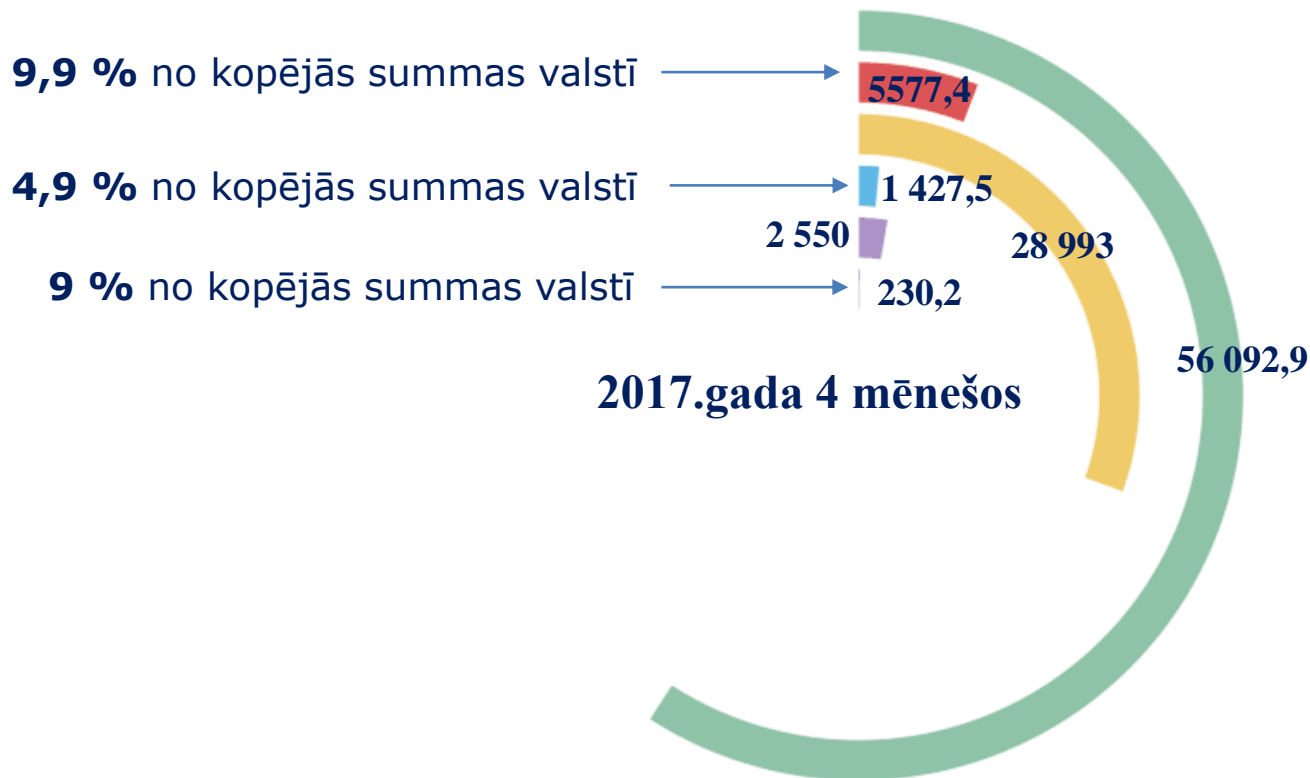 9,9 % no kopējās summas valstī
5577,4
4,9 % no kopējās summas valstī
1 427,5
2 550
28 993
9 % no kopējās summas valstī
230,2
56 092,9
2017.gada 4 mēnešos